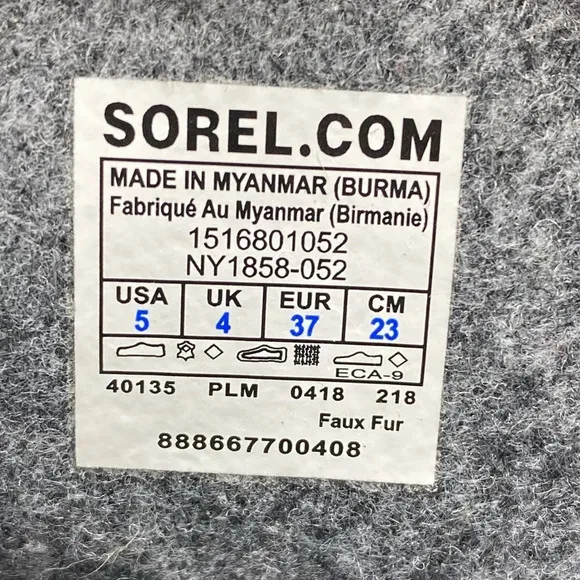 SOREL.COM
MADE IN MYANMAR (BURMA)
Fabriqué Au Myanmar (Birmanie)
1516801052
NY1858-052
USA UK EUR CM
5 4 37 23
ECA-9
40135 PLM 0418 218
Faux Fur
888667700408